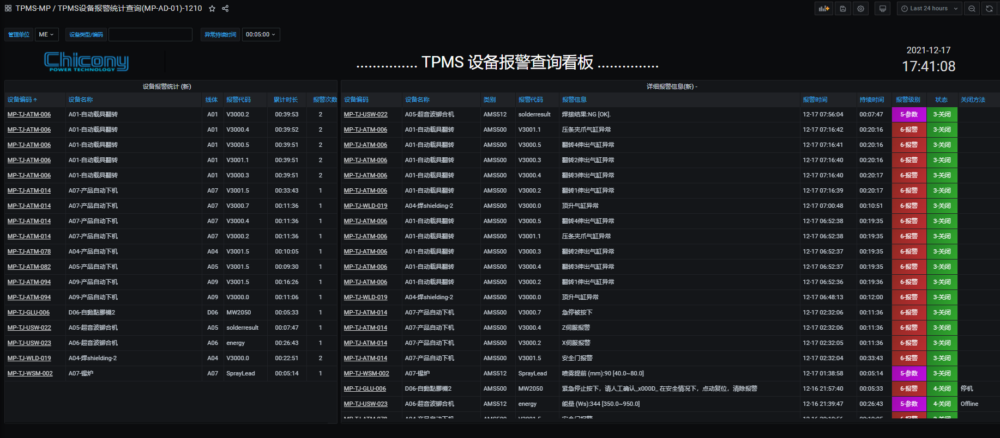 TPMS-MP / TPMS设备报警统计查询(MP-AD-01)-1210
Last 24 hours
管理单位 ME 设备类型/编码 异常持续时间 00:05:00
Chicony
POWER TECHNOLOGY
............... TPMS 设备报警查询看板 ...............
2021-12-17
17:41:08
设备报警统计 (新)
设备编码 设备名称 线体 报警代码 累计时长 报警次数
MP-TJ-ATM-006 A01-自动载具翻转 A01 V3000.2 00:39:53 2
MP-TJ-ATM-006 A01-自动载具翻转 A01 V3000.4 00:39:52 2
MP-TJ-ATM-006 A01-自动载具翻转 A01 V3000.5 00:39:51 2
MP-TJ-ATM-006 A01-自动载具翻转 A01 V3001.1 00:39:51 2
MP-TJ-ATM-006 A01-自动载具翻转 A01 V3000.3 00:39:51 2
MP-TJ-ATM-014 A07-产品自动下机 A07 V3001.5 00:33:43 1
MP-TJ-ATM-014 A07-产品自动下机 A07 V3000.7 00:11:36 1
MP-TJ-ATM-014 A07-产品自动下机 A07 V3000.4 00:11:36 1
MP-TJ-ATM-014 A07-产品自动下机 A07 V3000.2 00:11:36 1
MP-TJ-ATM-078 A04-产品自动下机 A04 V3001.5 00:10:05 1
MP-TJ-ATM-082 A05-产品自动下机 A05 V3001.5 00:09:30 1
MP-TJ-ATM-094 A09-产品自动下机 A09 V3001.5 00:16:26 1
MP-TJ-ATM-094 A09-产品自动下机 A09 V3000.0 00:11:06 1
MP-TJ-GLU-006 D06-自動點膠機2 D06 MW2050 00:05:33 1
MP-TJ-USW-022 A05-超音波铆合机 A05 solderresult 00:07:47 1
MP-TJ-USW-023 A06-超音波铆合机 A06 energy 00:26:43 1
MP-TJ-WLD-019 A04-焊shielding-2 A04 V3000.0 00:22:51 2
MP-TJ-WSM-002 A07-锡炉 A07 SprayLead 00:05:14 1
详细报警信息(新) -
设备编码 设备名称 类别 报警代码 报警信息 报警时间 持续时间 报警级别 状态 关闭方法
MP-TJ-USW-022 A05-超音波铆合机 AMS512 solderresult 焊接结果:NG [OK]. 12-17 07:56:04 00:07:47 5-参数 3-关闭
MP-TJ-ATM-006 A01-自动载具翻转 AMS500 V3001.1 压条夹爪气缸异常 12-17 07:16:42 00:20:16 6-报警 3-关闭
MP-TJ-ATM-006 A01-自动载具翻转 AMS500 V3000.5 翻转4伸出气缸异常 12-17 07:16:41 00:20:16 6-报警 3-关闭
MP-TJ-ATM-006 A01-自动载具翻转 AMS500 V3000.3 翻转2伸出气缸异常 12-17 07:16:40 00:20:16 6-报警 3-关闭
MP-TJ-ATM-006 A01-自动载具翻转 AMS500 V3000.4 翻转3伸出气缸异常 12-17 07:16:40 00:20:17 6-报警 3-关闭
MP-TJ-ATM-006 A01-自动载具翻转 AMS500 V3000.2 翻转1伸出气缸异常 12-17 07:16:39 00:20:17 6-报警 3-关闭
MP-TJ-WLD-019 A04-焊shielding-2 AMS500 V3000.0 顶升气缸异常 12-17 07:00:48 00:10:51 6-报警 3-关闭
MP-TJ-ATM-006 A01-自动载具翻转 AMS500 V3000.5 翻转4伸出气缸异常 12-17 06:52:38 00:19:35 6-报警 3-关闭
MP-TJ-ATM-006 A01-自动载具翻转 AMS500 V3001.1 压条夹爪气缸异常 12-17 06:52:38 00:19:35 6-报警 3-关闭
MP-TJ-ATM-006 A01-自动载具翻转 AMS500 V3000.3 翻转2伸出气缸异常 12-17 06:52:37 00:19:35 6-报警 3-关闭
MP-TJ-ATM-006 A01-自动载具翻转 AMS500 V3000.4 翻转3伸出气缸异常 12-17 06:52:37 00:19:35 6-报警 3-关闭
MP-TJ-ATM-006 A01-自动载具翻转 AMS500 V3000.2 翻转1伸出气缸异常 12-17 06:52:36 00:19:36 6-报警 3-关闭
MP-TJ-WLD-019 A04-焊shielding-2 AMS500 V3000.0 顶升气缸异常 12-17 06:48:13 00:12:00 6-报警 3-关闭
MP-TJ-ATM-014 A07-产品自动下机 AMS500 V3000.7 急停被按下 12-17 02:32:06 00:11:36 6-报警 3-关闭
MP-TJ-ATM-014 A07-产品自动下机 AMS500 V3000.4 Z伺服报警 12-17 02:32:06 00:11:36 6-报警 3-关闭
MP-TJ-ATM-014 A07-产品自动下机 AMS500 V3000.2 X伺服报警 12-17 02:32:05 00:11:36 6-报警 3-关闭
MP-TJ-ATM-014 A07-产品自动下机 AMS500 V3001.5 安全门报警 12-17 02:32:04 00:33:43 6-报警 3-关闭
MP-TJ-WSM-002 A07-锡炉 AMS512 SprayLead 喷雾提前 (mm):90 [40.0~80.0] 12-17 01:38:58 00:05:14 5-参数 3-关闭
MP-TJ-GLU-006 D06-自動點膠機2 AMS500 MW2050 紧急停止按下，请人工确认_x000D_ 在安全情况下，点动复位，清除报警 12-16 21:57:40 00:05:33 6-报警 4-关闭 停机
MP-TJ-USW-023 A06-超音波铆合机 AMS512 energy 能量 (Ws):344 [350.0~950.0] 12-16 21:39:47 00:26:43 5-参数 4-关闭 Offline